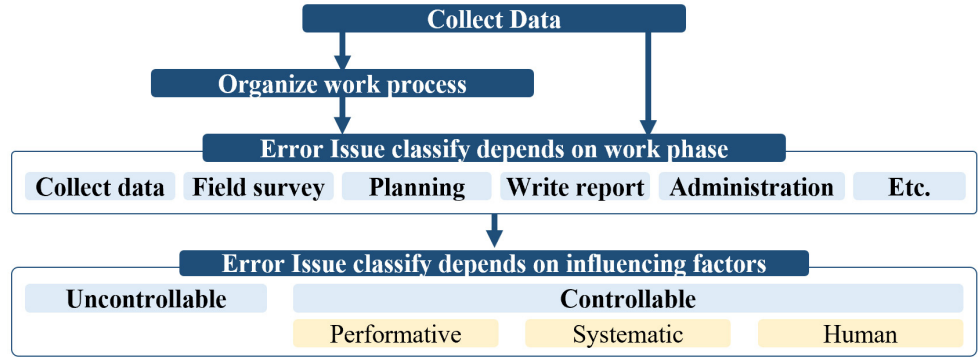 Collect Data
Organize work process
Error Issue classify depends on work phase
Collect data Field survey Planning Write report Administration Etc.
Error Issue classify depends on influencing factors
Uncontrollable Controllable
Performative Systematic Human